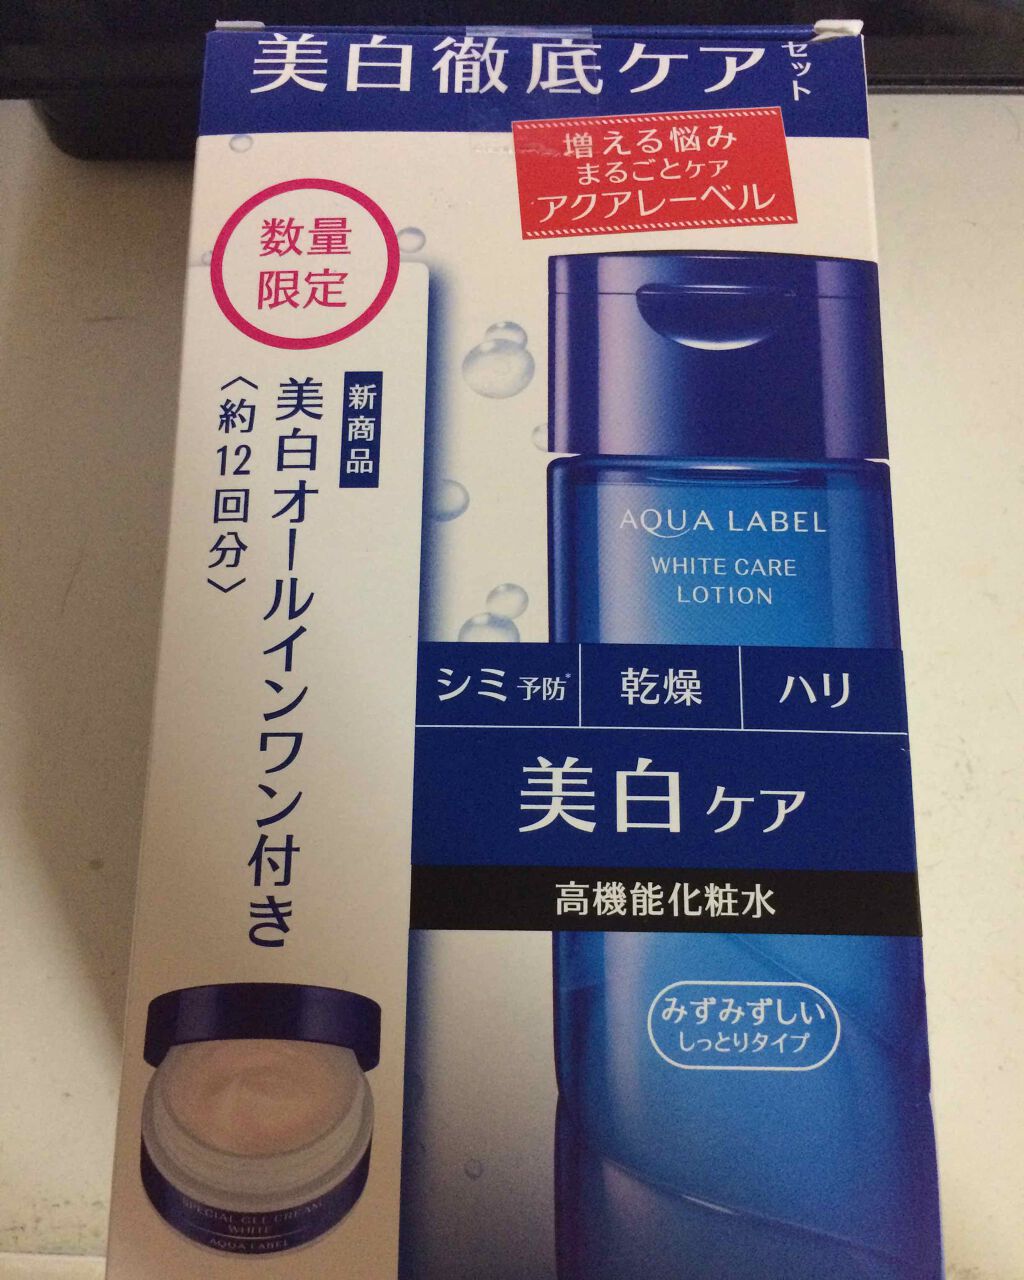 美白徹底ケアセット
増える悩み
まるごとケア
アクアレーベル
数量
限定
新商品
美白オールインワン付き
〈約12回分〉
AQUA LABEL
WHITE CARE
LOTION
シミ予防*
乾燥
ハリ
美白ケア
高機能化粧水
みずみずしい
しっとりタイプ
SPECIAL GEL CREAM
WHITE
AQUA LABEL